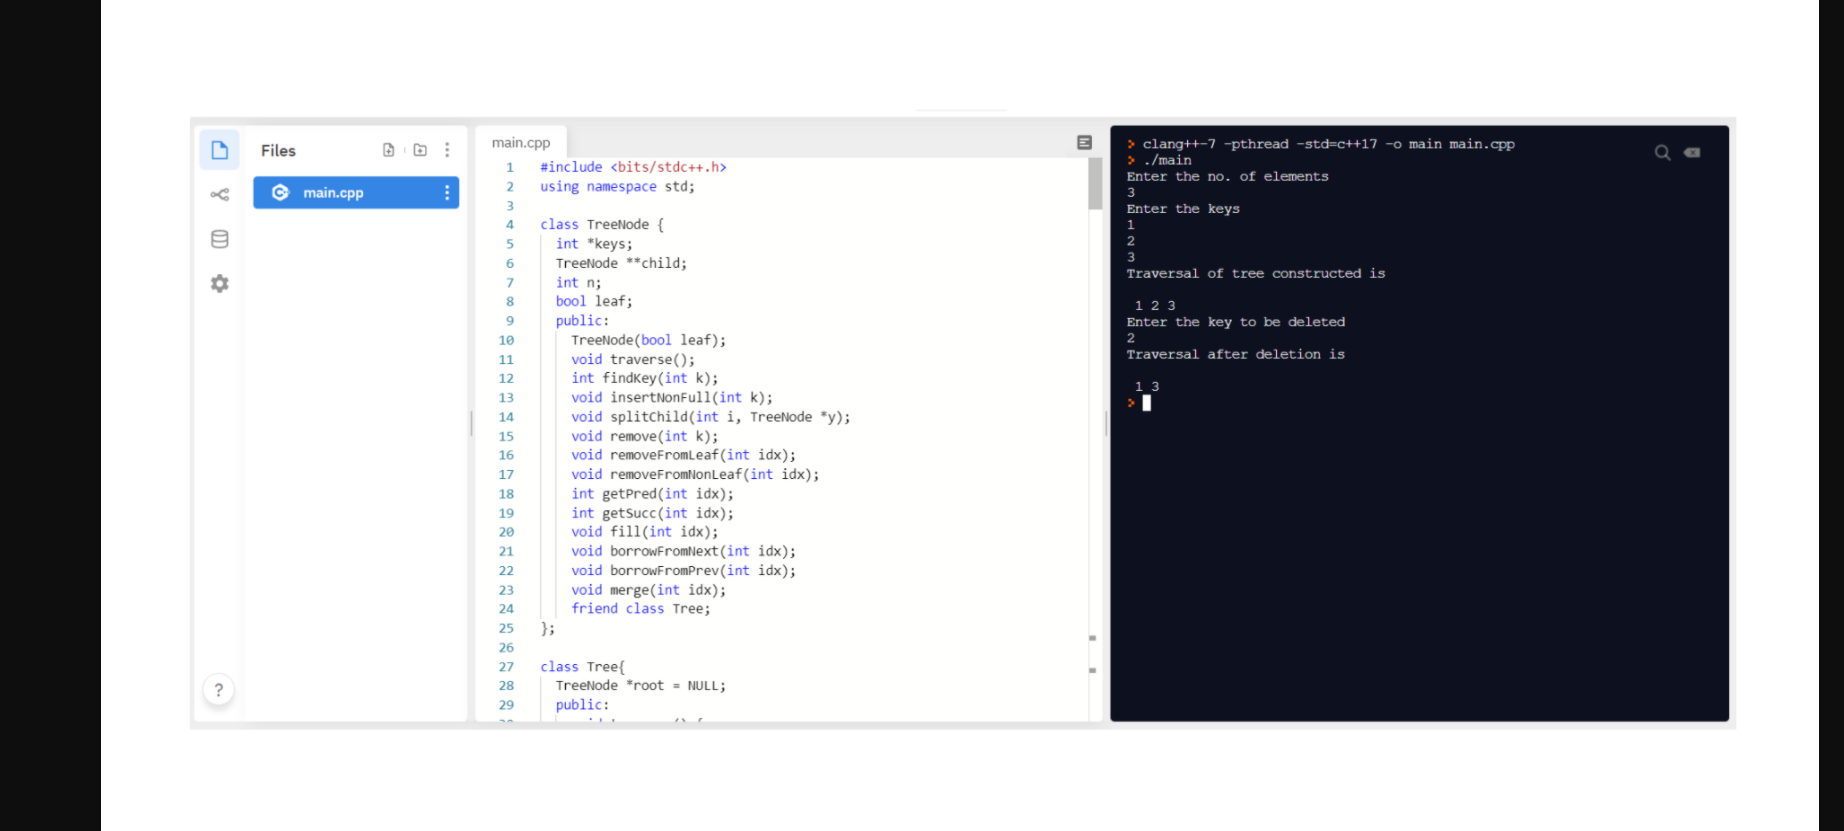 Files
main.cpp
?
main.cpp
1 #include <bits/stdc++.h>
2 using namespace std;
3
4 class TreeNode {
5 int *keys;
6 TreeNode **child;
7 int n;
8 bool leaf;
9 public:
10 TreeNode(bool leaf);
11 void traverse();
12 int findKey(int k);
13 void insertNonFull(int k);
14 void splitChild(int i, TreeNode *y);
15 void remove(int k);
16 void removeFromLeaf(int idx);
17 void removeFromNonLeaf(int idx);
18 int getPred(int idx);
19 int getSucc(int idx);
20 void fill(int idx);
21 void borrowFromNext(int idx);
22 void borrowFromPrev(int idx);
23 void merge(int idx);
24 friend class Tree;
25 };
26
27 class Tree{
28 TreeNode *root = NULL;
29 public:
> clang++-7 -pthread -std=c++17 -o main main.cpp
> ./main
Enter the no. of elements
3
Enter the keys
1
2
3
Traversal of tree constructed is
1 2 3
Enter the key to be deleted
2
Traversal after deletion is
1 3
>